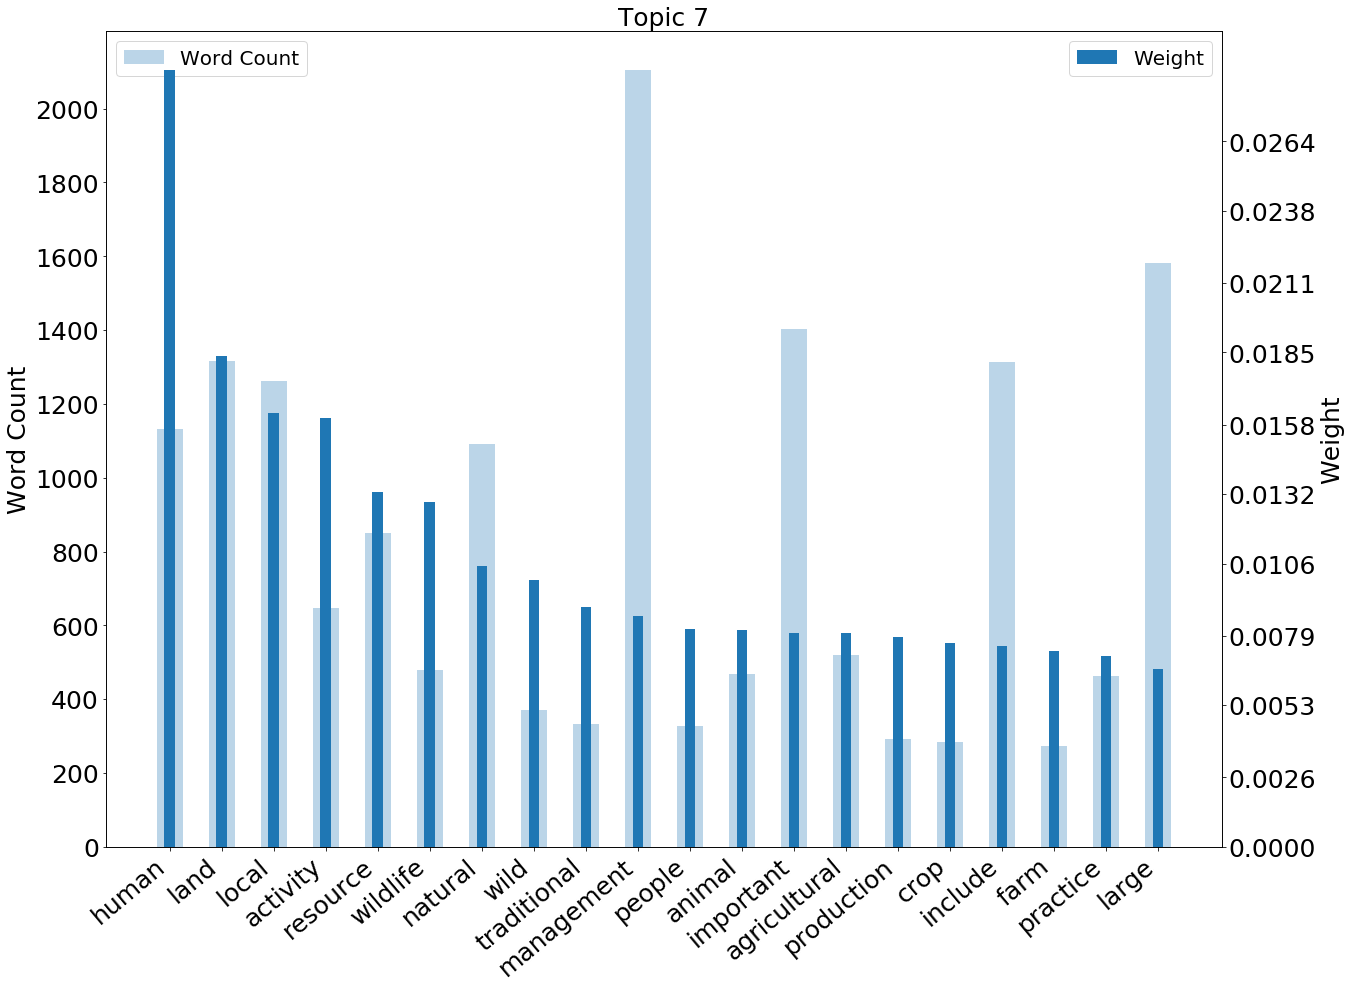 Topic 7
Word Count
Weight
2000
1800
1600
1400
1200
1000
800
600
400
200
0
Word Count
0.0264
0.0238
0.0211
0.0185
0.0158
0.0132
0.0106
0.0079
0.0053
0.0026
0.0000
Weight
human
land
local
activity
resource
wildlife
natural
wild
traditional
management
people
animal
important
agricultural
production
crop
include
farm
practice
large